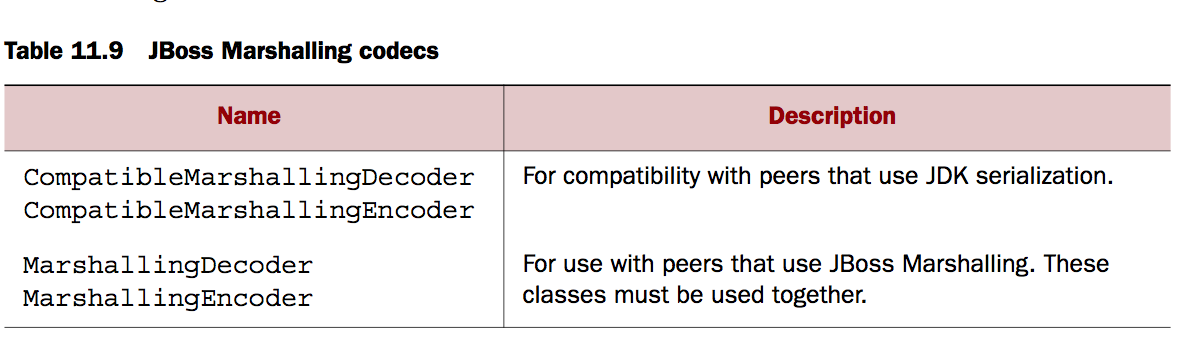 Table 11.9 JBoss Marshalling codecs
Name Description
CompatibleMarshallingDecoder For compatibility with peers that use JDK serialization.
CompatibleMarshallingEncoder
MarshallingDecoder For use with peers that use JBoss Marshalling. These
MarshallingEncoder classes must be used together.